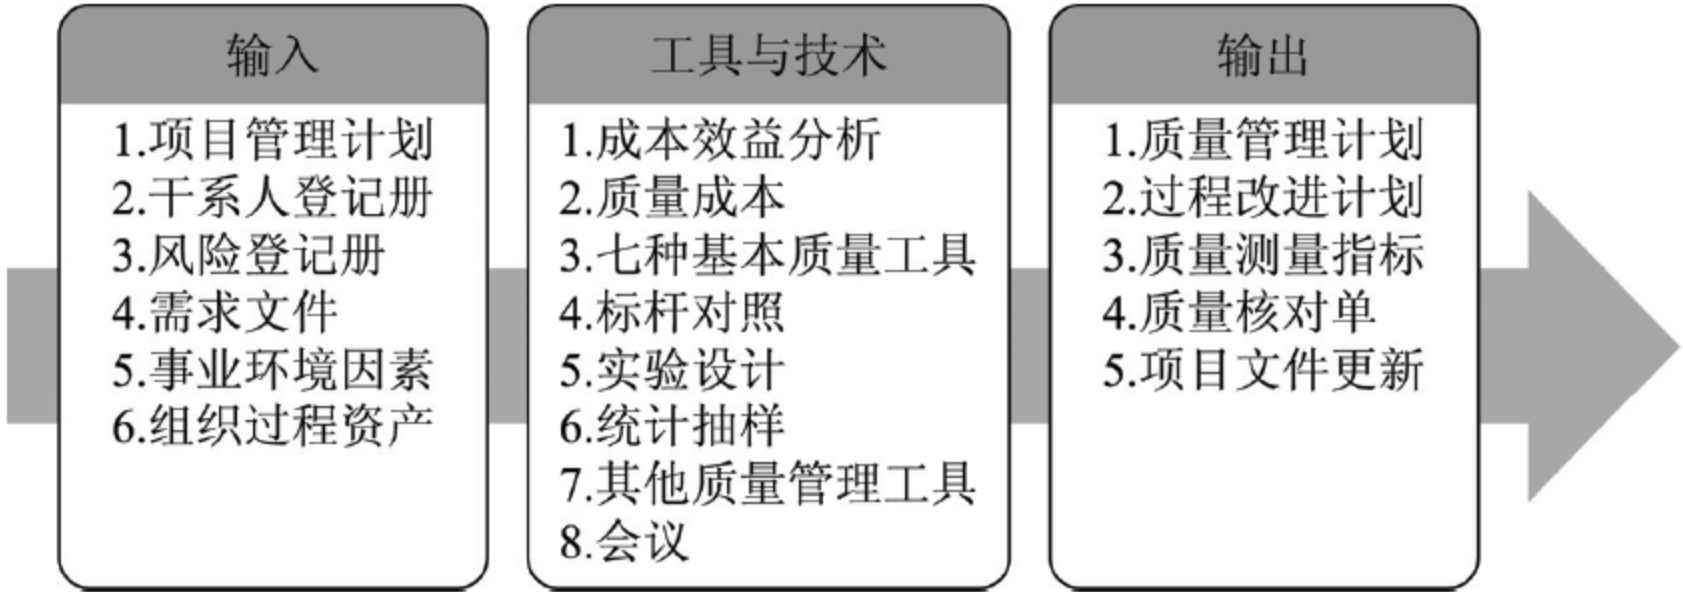 输入
1.项目管理计划
2.干系人登记册
3.风险登记册
4.需求文件
5.事业环境因素
6.组织过程资产
工具与技术
1.成本效益分析
2.质量成本
3.七种基本质量工具
4.标杆对照
5.实验设计
6.统计抽样
7.其他质量管理工具
8.会议
输出
1.质量管理计划
2.过程改进计划
3.质量测量指标
4.质量核对单
5.项目文件更新